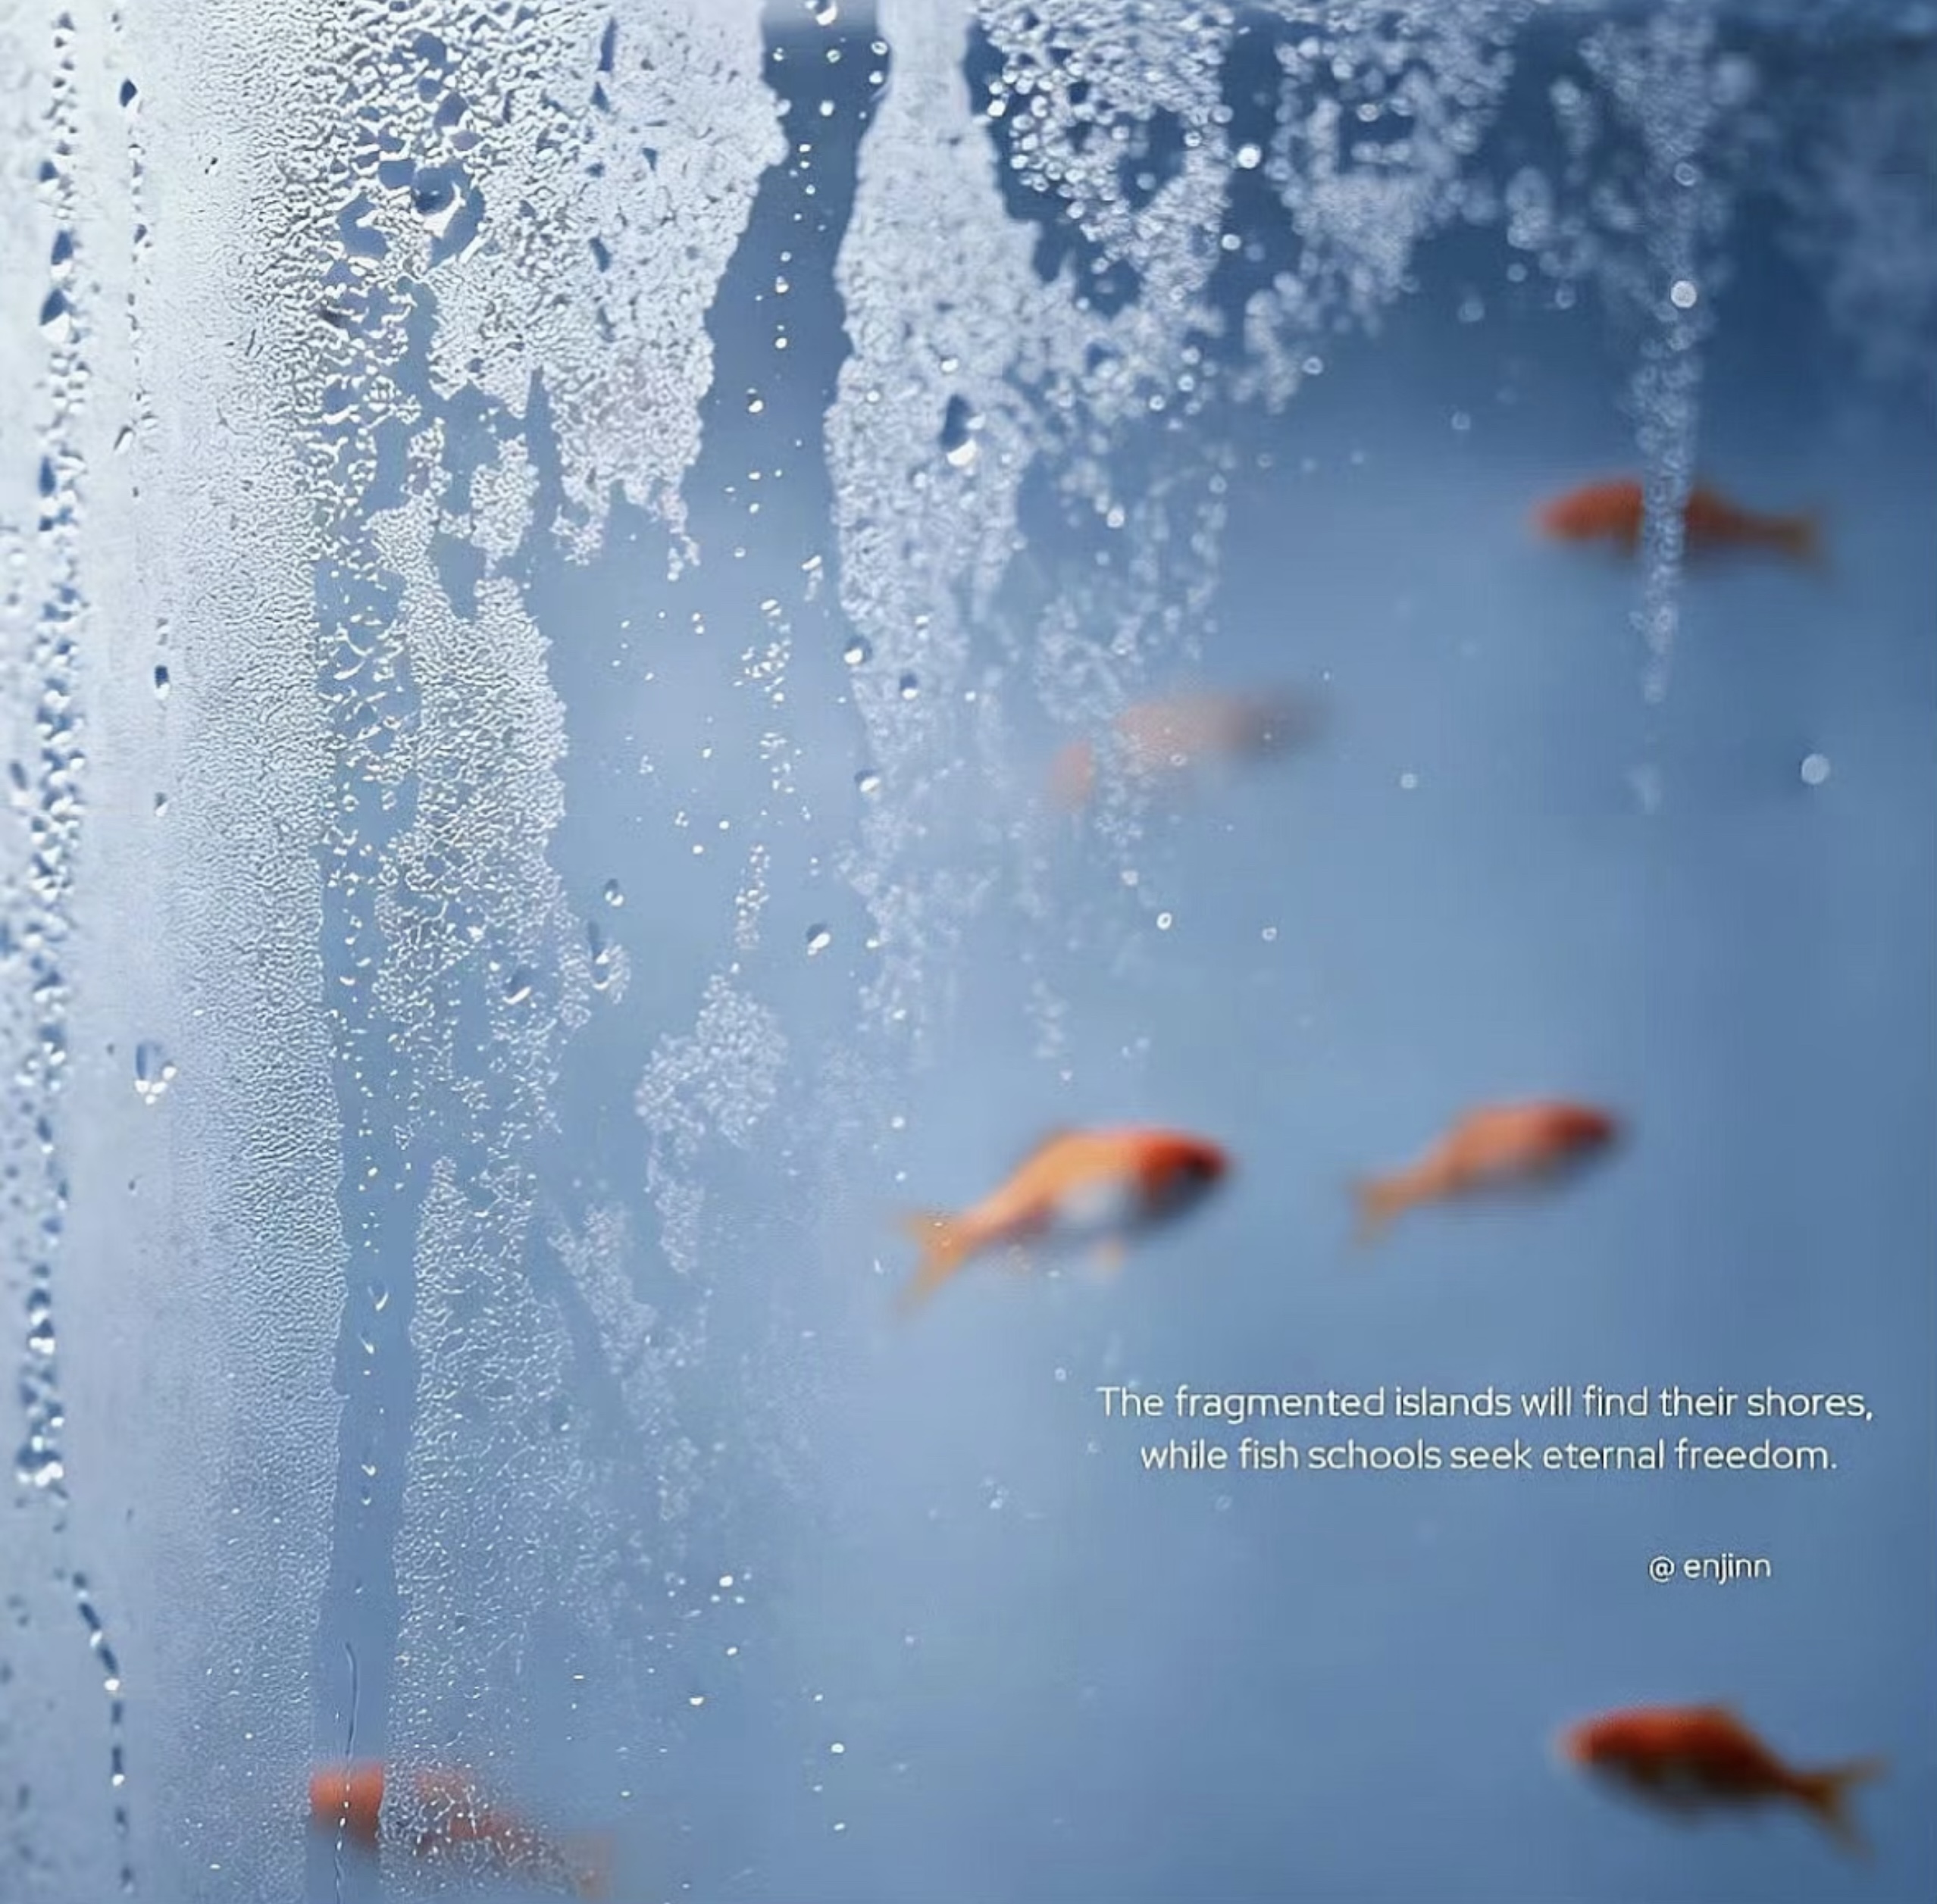 The fragmented islands will find their shores,
while fish schools seek eternal freedom.
@ enjinn